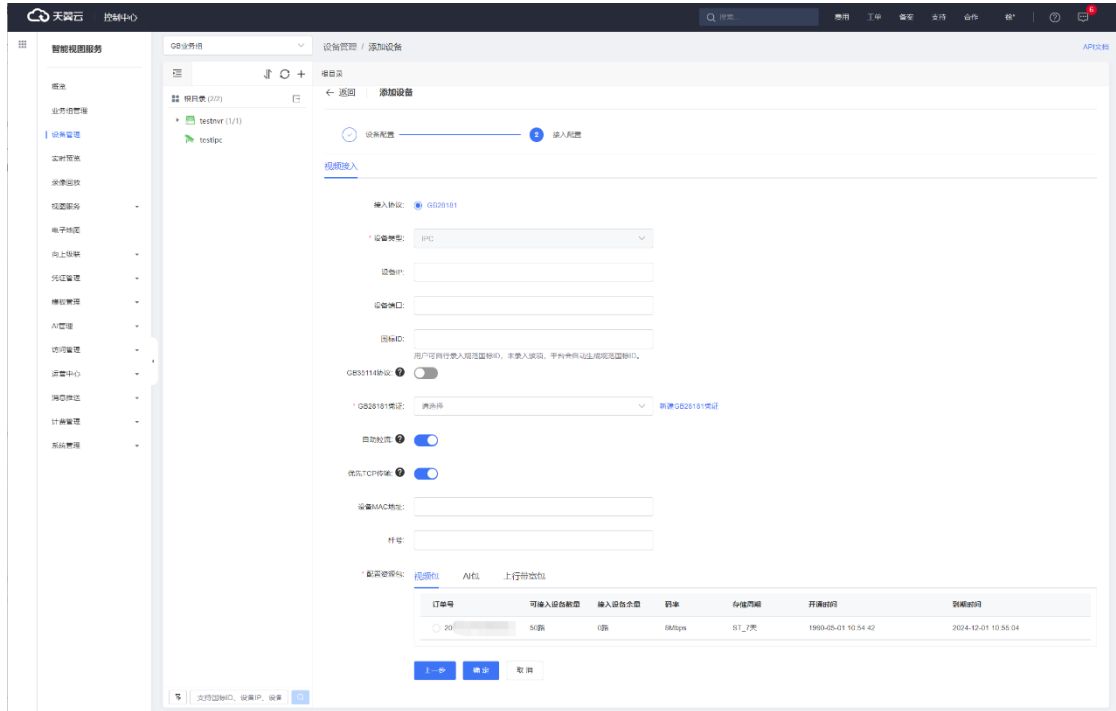 天翼云 控制中心 搜索... 费用 工单 备案 支持 合作 6
智能视图服务 GB业务组 设备管理 / 添加设备 API文档
根目录
概览 根目录 (2/2) 返回 添加设备
业务组管理 testnvr (1/1)
设备管理 testipc 设备配置 2 接入配置
实时预览
录像回放 视频接入
视图服务 接入协议: GB28181
电子地图 * 设备类型: IPC
向上级联
凭证管理 设备IP:
模板管理 设备端口:
AI管理
访问管理 国标ID:
用户可自行录入规范国标ID，未录入该项，平台会自动生成规范国标ID。
运营中心 GB35114协议:
消息推送 * GB28181凭证: 请选择 新建GB28181凭证
计费管理
系统管理 自动拉流:
优先TCP传输:
设备MAC地址:
杆号:
* 配置资源包: 视频包 AI包 上行带宽包
订单号 可接入设备数量 接入设备余量 码率 存储周期 开通时间 到期时间
20 50路 0路 6Mbps ST_7天 2024-12-01 10:55:04
上一步 确定 取消
支持国标ID、设备IP、设备